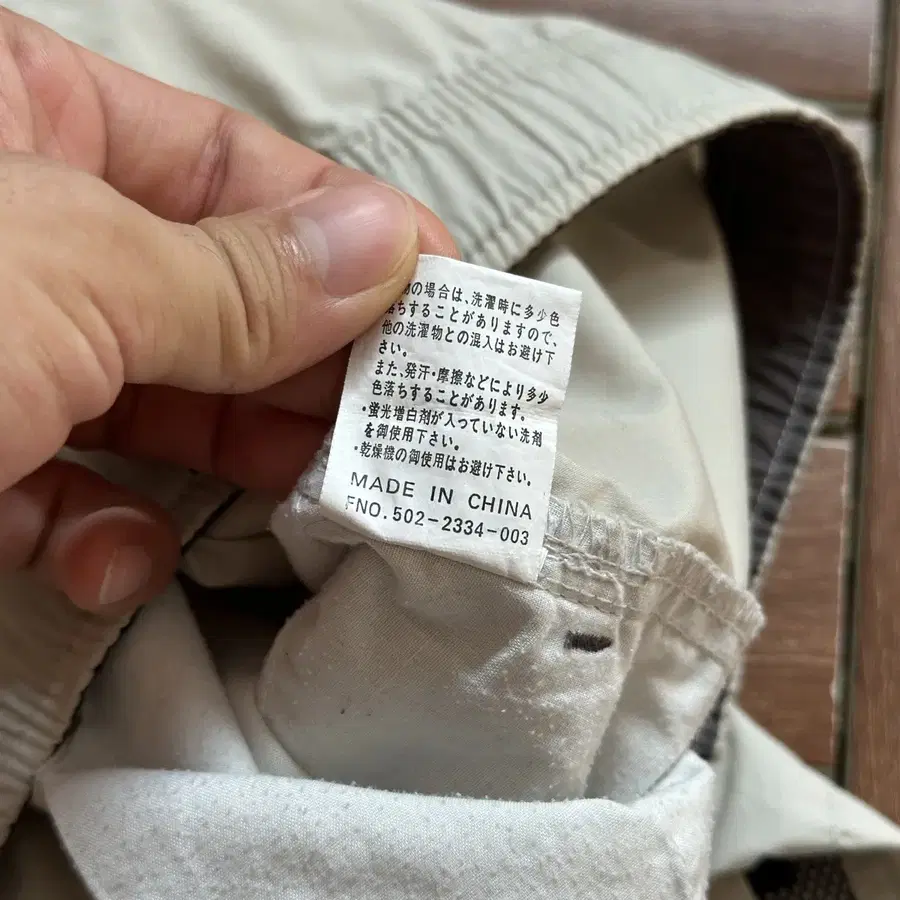 物の場合は、洗濯時に多少色
落ちすることがありますので、
他の洗濯物との混入はお避け下
さい。
また、発汗・摩擦などにより多少
色落ちすることがあります。
・蛍光増白剤が入っていない洗剤
を御使用下さい。
・乾燥機の御使用はお避け下さい。
MADE IN CHINA
FNO.502-2334-003